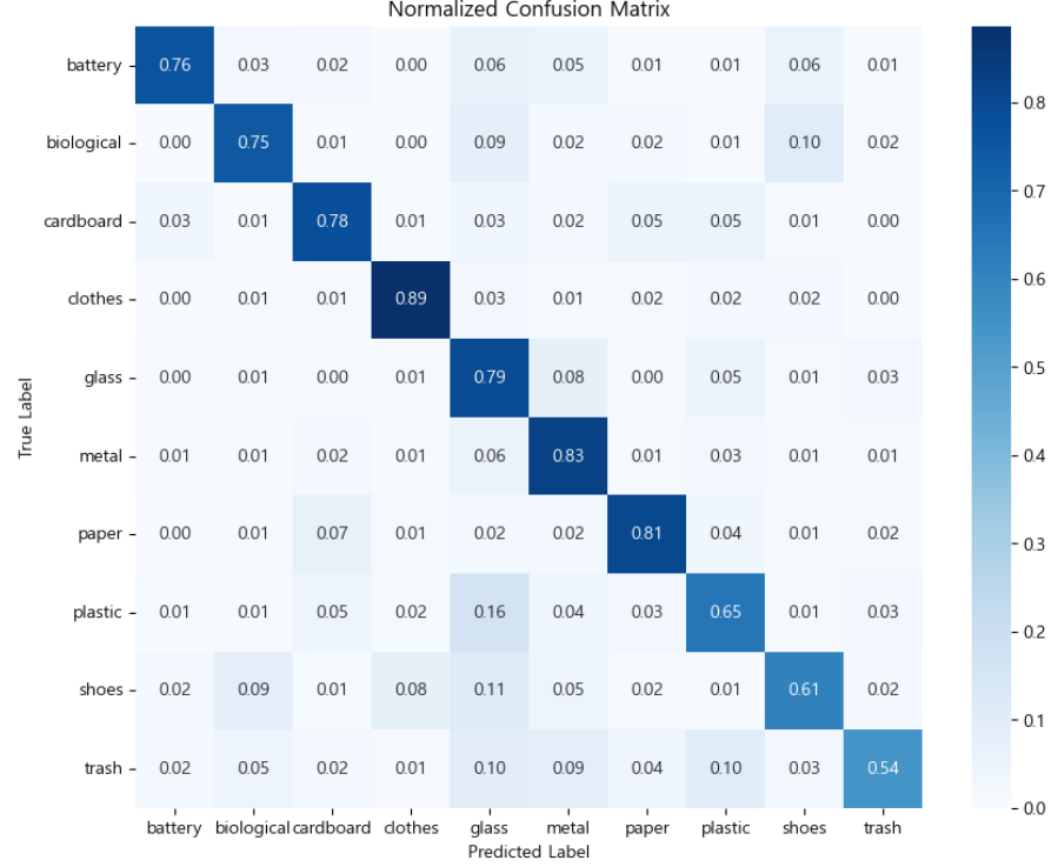 Normalized Confusion Matrix
battery 0.76 0.03 0.02 0.00 0.06 0.05 0.01 0.01 0.06 0.01
biological 0.00 0.75 0.01 0.00 0.09 0.02 0.02 0.01 0.10 0.02
cardboard 0.03 0.01 0.78 0.01 0.03 0.02 0.05 0.05 0.01 0.00
clothes 0.00 0.01 0.01 0.89 0.03 0.01 0.02 0.02 0.02 0.00
glass 0.00 0.01 0.00 0.01 0.79 0.08 0.00 0.05 0.01 0.03
metal 0.01 0.01 0.02 0.01 0.06 0.83 0.01 0.03 0.01 0.01
paper 0.00 0.01 0.07 0.01 0.02 0.02 0.81 0.04 0.01 0.02
plastic 0.01 0.01 0.05 0.02 0.16 0.04 0.03 0.65 0.01 0.03
shoes 0.02 0.09 0.01 0.08 0.11 0.05 0.02 0.01 0.61 0.02
trash 0.02 0.05 0.02 0.01 0.10 0.09 0.04 0.10 0.03 0.54
battery biological cardboard clothes glass metal paper plastic shoes trash
Predicted Label
True Label
0.8
0.7
0.6
0.5
0.4
0.3
0.2
0.1
0.0